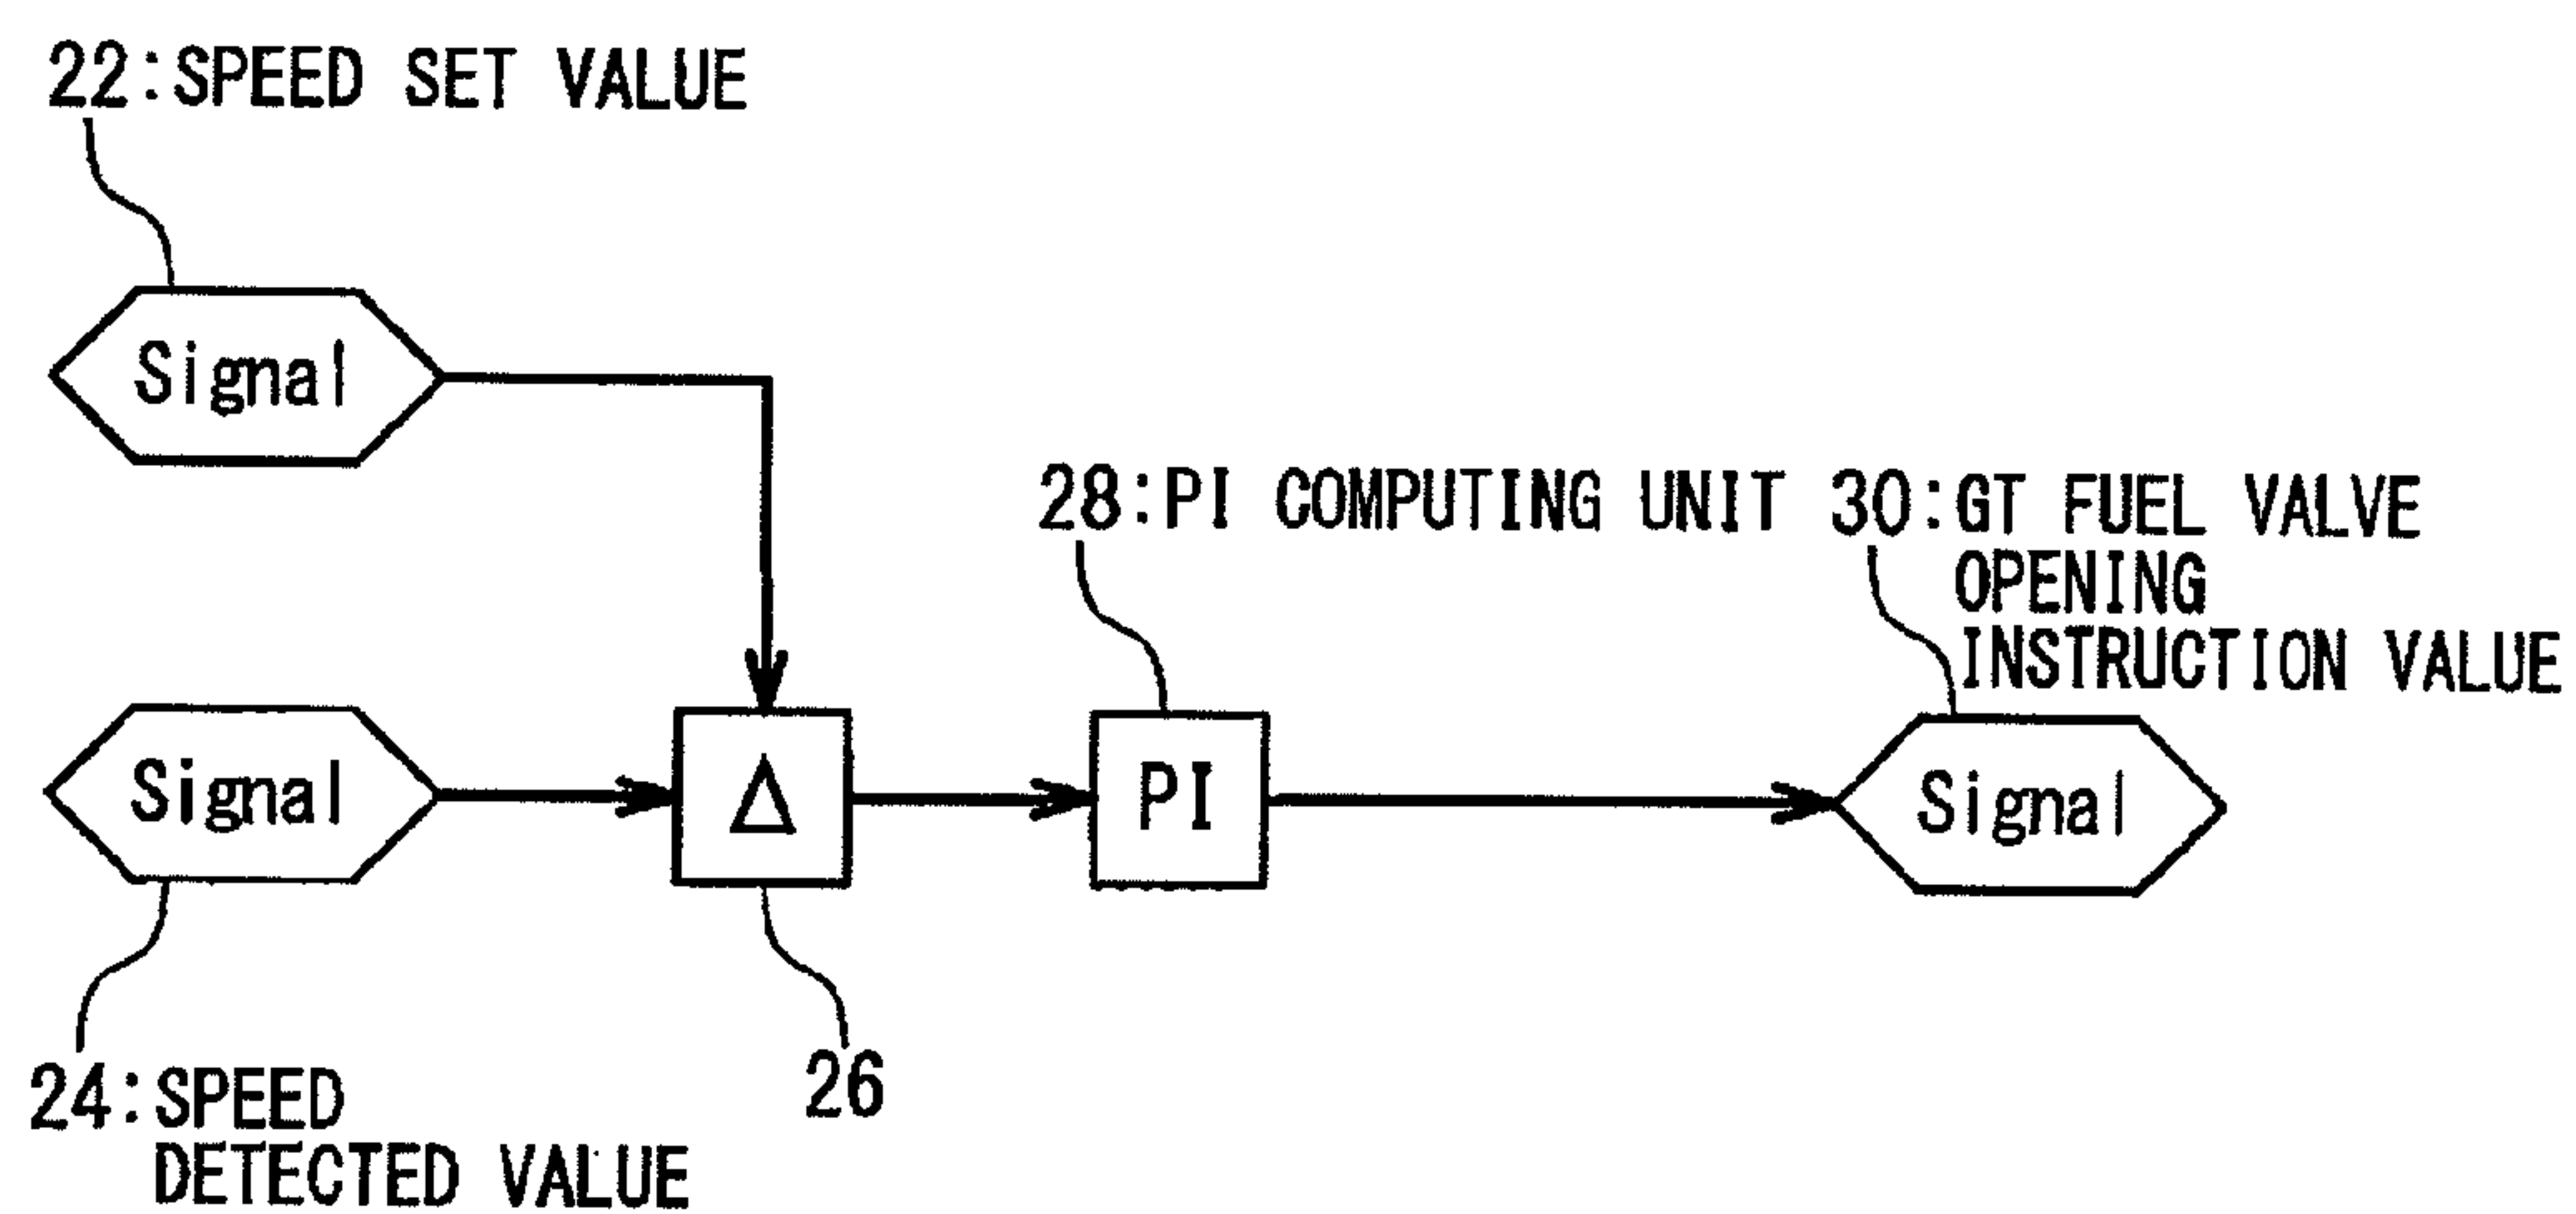 22:SPEED SET VALUE
Signal
28:PI COMPUTING UNIT
30:GT FUEL VALVE
OPENING
INSTRUCTION VALUE
Signal
Δ
PI
Signal
24:SPEED
DETECTED VALUE
26